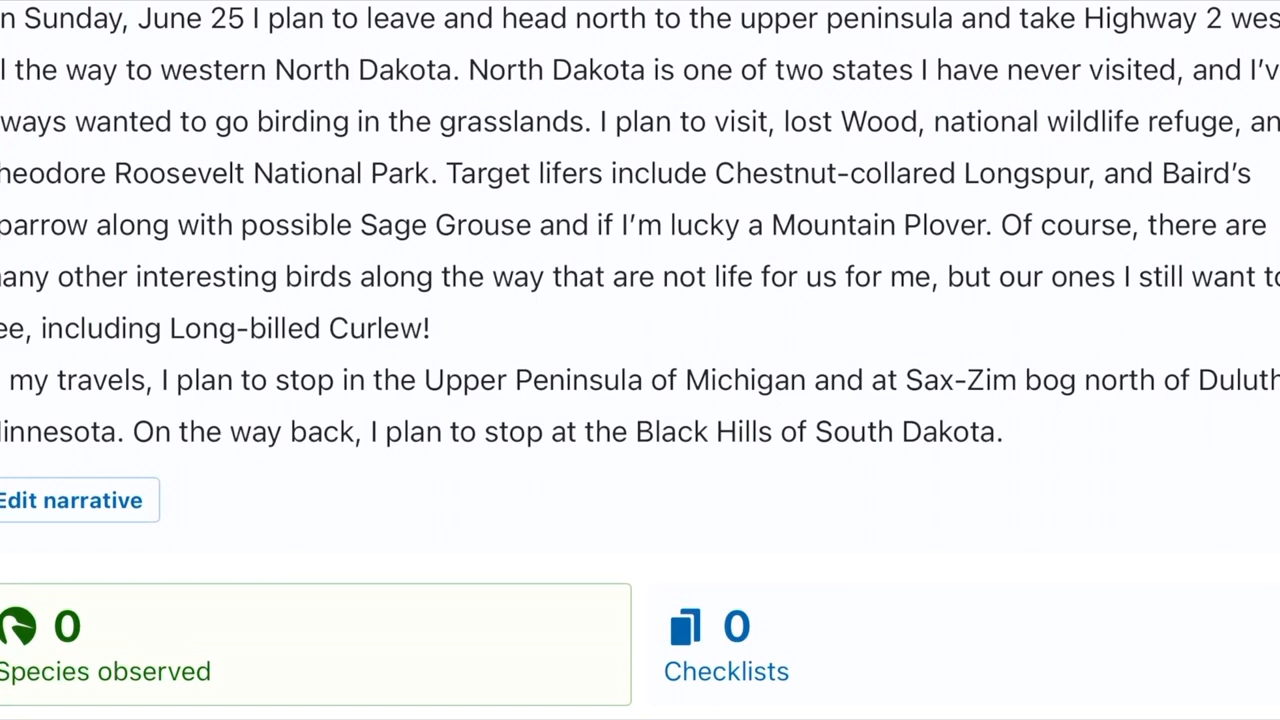 n Sunday, June 25 I plan to leave and head north to the upper peninsula and take Highway 2 wes
l the way to western North Dakota. North Dakota is one of two states I have never visited, and I'v
ways wanted to go birding in the grasslands. I plan to visit, lost Wood, national wildlife refuge, an
heodore Roosevelt National Park. Target lifers include Chestnut-collared Longspur, and Baird's
parrow along with possible Sage Grouse and if I'm lucky a Mountain Plover. Of course, there are
any other interesting birds along the way that are not life for us for me, but our ones I still want to
ee, including Long-billed Curlew!
my travels, I plan to stop in the Upper Peninsula of Michigan and at Sax-Zim bog north of Duluth
innesota. On the way back, I plan to stop at the Black Hills of South Dakota.
Edit narrative
0
Species observed
0
Checklists